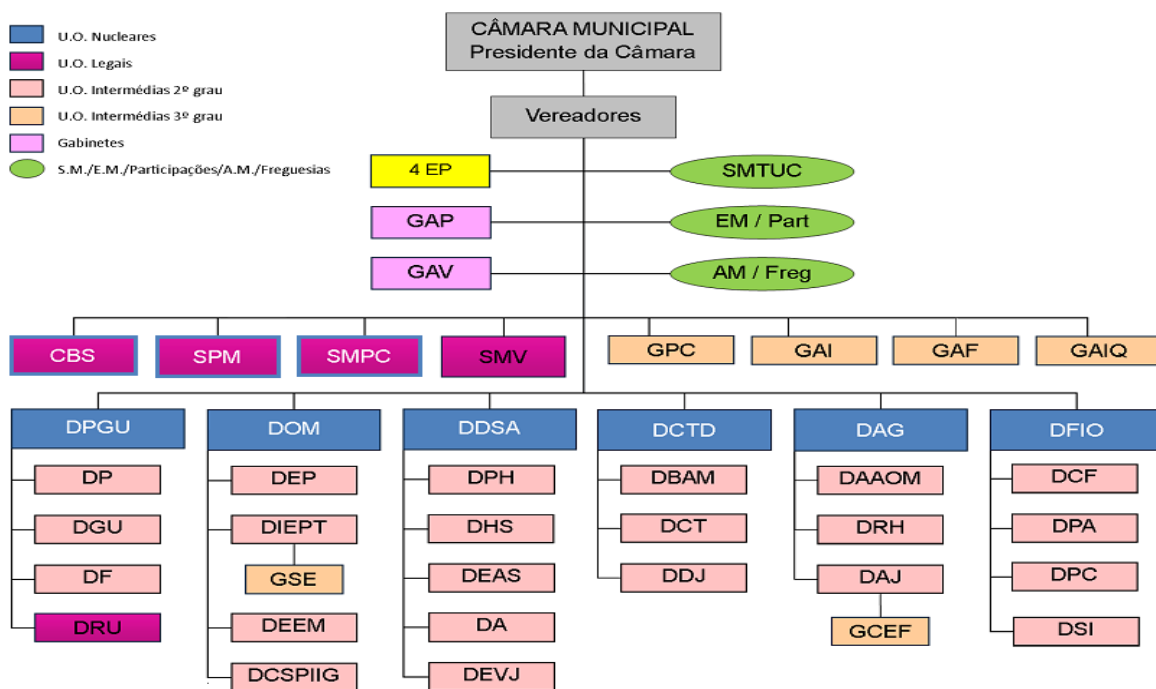 CÂMARA MUNICIPAL
Presidente da Câmara
U.O. Nucleares
U.O. Legais
U.O. Intermédias 2º grau
U.O. Intermédias 3º grau
Gabinetes
S.M./E.M./Participações/A.M./Freguesias
Vereadores
4 EP
SMTUC
GAP
EM / Part
GAV
AM / Freg
CBS
SPM
SMPC
SMV
GPC
GAI
GAF
GAIQ
DPGU
DOM
DDSA
DCTD
DAG
DFIO
DP
DGU
DF
DRU
DEP
DIEPT
GSE
DEEM
DCSPIIG
DPH
DHS
DEAS
DA
DEVJ
DBAM
DCT
DDJ
DAAOM
DRH
DAJ
GCEF
DCF
DPA
DPC
DSI